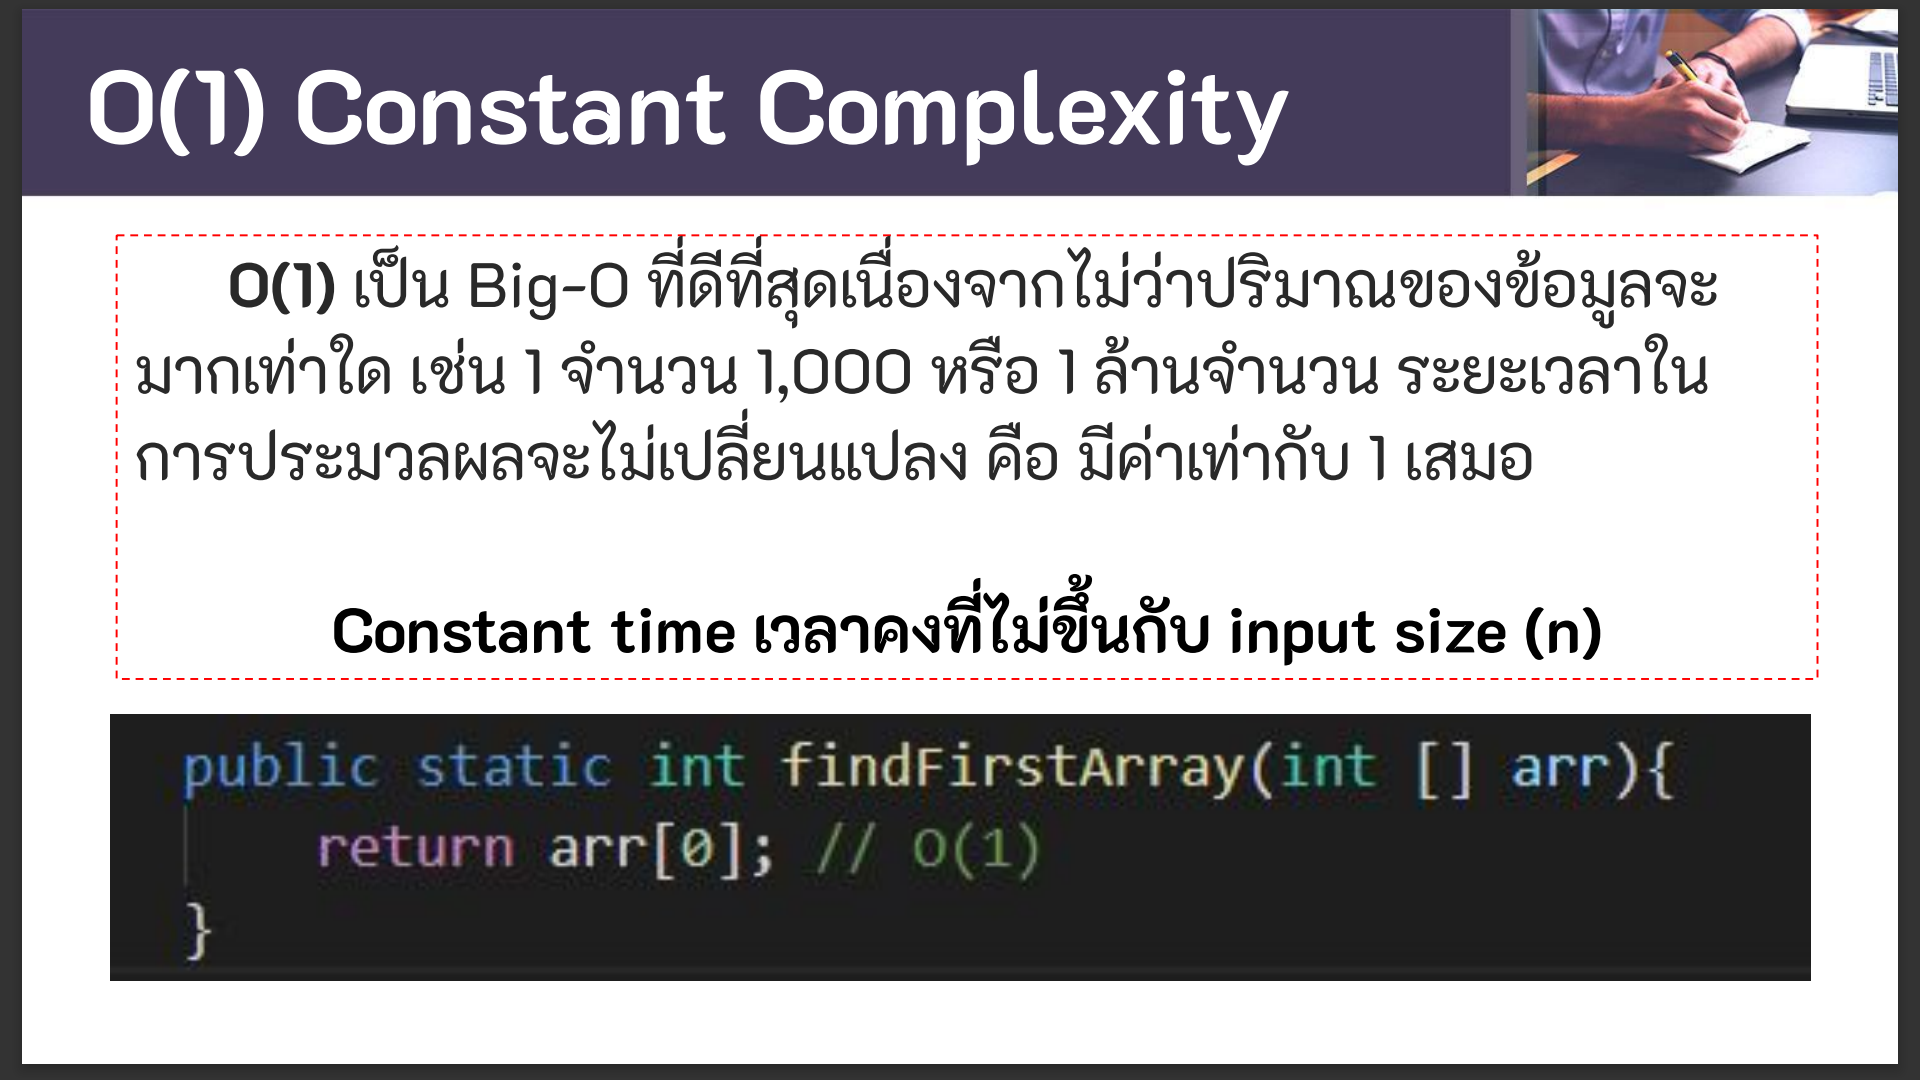 O(1) Constant Complexity
O(1) เป็น Big-O ที่ดีที่สุดเนื่องจากไม่ว่าปริมาณของข้อมูลจะ
มากเท่าใด เช่น 1 จำนวน 1,000 หรือ 1 ล้านจำนวน ระยะเวลาใน
การประมวลผลจะไม่เปลี่ยนแปลง คือ มีค่าเท่ากับ 1 เสมอ
Constant time เวลาคงที่ไม่ขึ้นกับ input size (n)
public static int findFirstArray(int [] arr){
return arr[0]; // O(1)
}